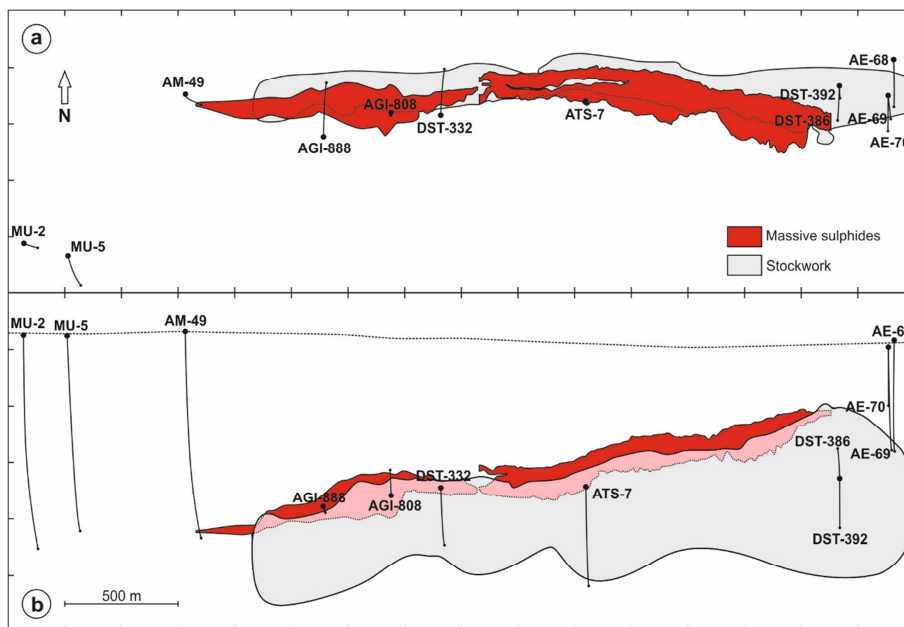 a
AE-68
AM-49
DST-392
N
AGI-808
DST-332
ATS-7
DST-386
AE-69
AGI-888
AE-70
MU-2
MU-5
Massive sulphides
Stockwork
MU-2
MU-5
AM-49
AE-6
AE-70
DST-386
AE-69
DST-332
AGI-888
AGI-808
ATS-7
DST-392
500 m
b